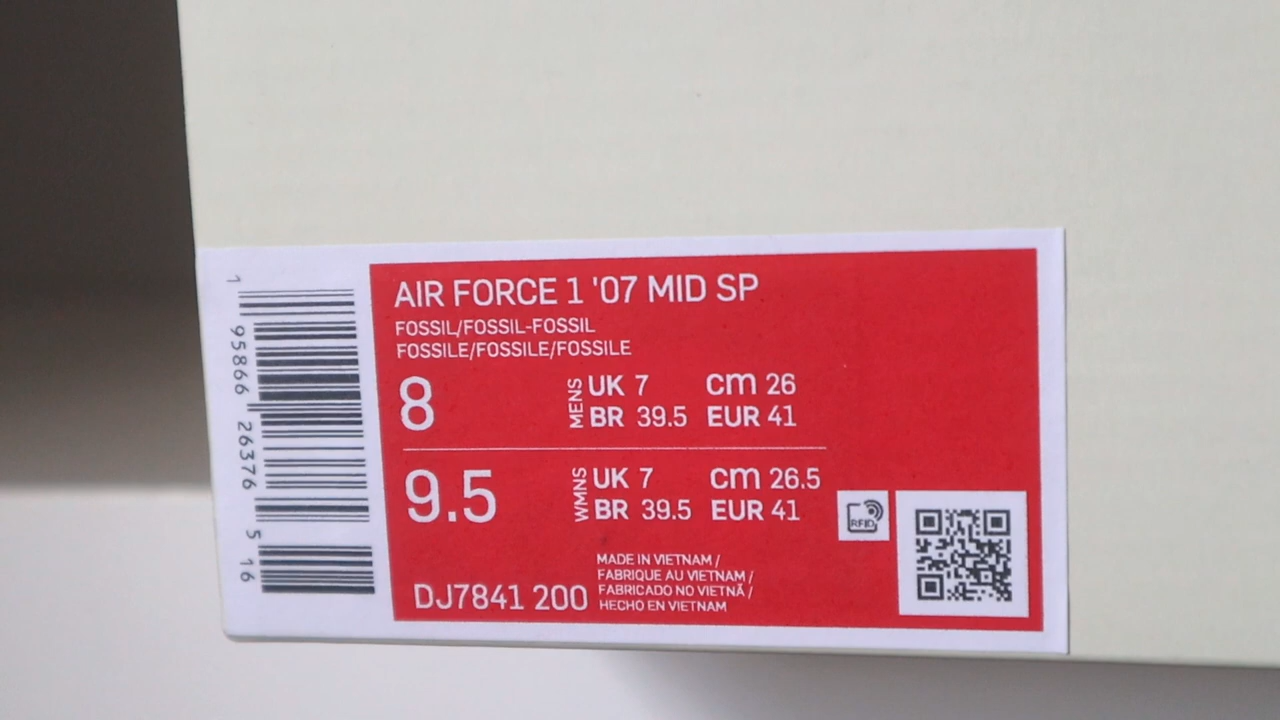 1 95866 26376 5 16
AIR FORCE 1 '07 MID SP
FOSSIL/FOSSIL-FOSSIL
FOSSILE/FOSSILE/FOSSILE
8
MENS
UK 7 cm 26
BR 39.5 EUR 41
9.5
WMNS
UK 7 cm 26.5
BR 39.5 EUR 41
RFID
DJ7841 200
MADE IN VIETNAM /
FABRIQUE AU VIETNAM /
FABRICADO NO VIETNÃ /
HECHO EN VIETNAM